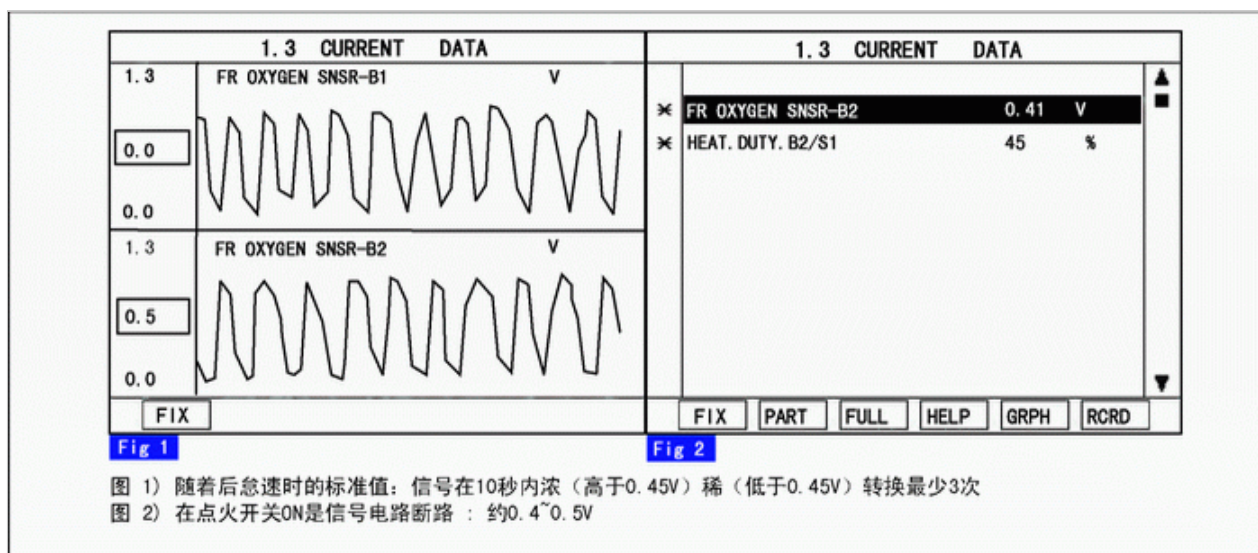 1.3 CURRENT DATA
1.3 FR OXYGEN SNSR-B1 V
0.0
0.0
1.3 FR OXYGEN SNSR-B2 V
0.5
0.0
FIX
Fig 1
1.3 CURRENT DATA
FR OXYGEN SNSR-B2 0.41 V
HEAT.DUTY.B2/S1 45 %
FIX PART FULL HELP GRPH RCRD
Fig 2
图 1) 随着后怠速时的标准值：信号在10秒内浓（高于0.45V）稀（低于0.45V）转换最少3次
图 2) 在点火开关ON是信号电路断路 : 约0.4~0.5V